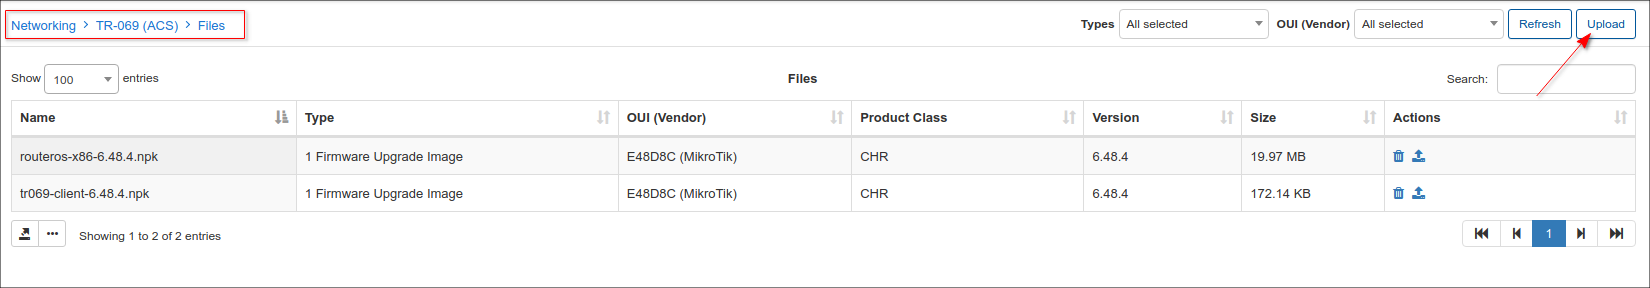 Networking > TR-069 (ACS) > Files
Types All selected OUI (Vendor) All selected Refresh Upload
Show 100 entries
Files
Search:
Name Type OUI (Vendor) Product Class Version Size Actions
routeros-x86-6.48.4.npk 1 Firmware Upgrade Image E48D8C (MikroTik) CHR 6.48.4 19.97 MB
tr069-client-6.48.4.npk 1 Firmware Upgrade Image E48D8C (MikroTik) CHR 6.48.4 172.14 KB
Showing 1 to 2 of 2 entries
1